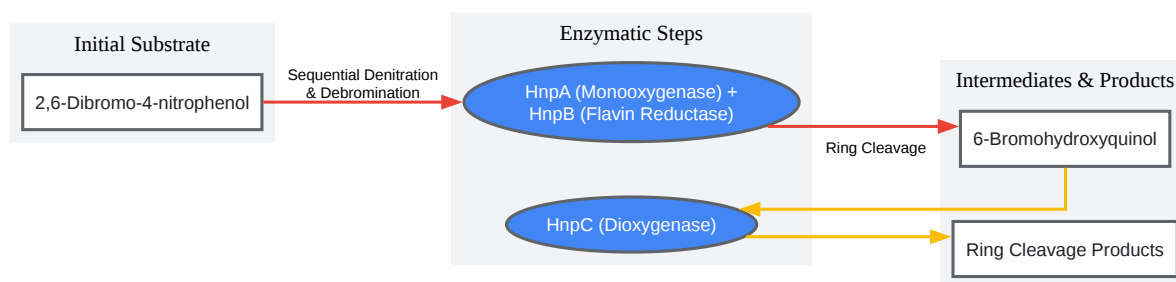 Initial Substrate
2,6-Dibromo-4-nitrophenol
Sequential Denitration
& Debromination
Enzymatic Steps
HnpA (Monooxygenase) +
HnpB (Flavin Reductase)
Ring Cleavage
HnpC (Dioxygenase)
Intermediates & Products
6-Bromohydroxyquinol
Ring Cleavage Products